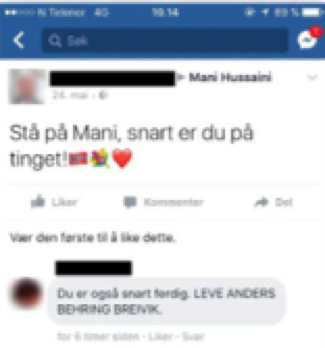 N Telenor 4G 10.14 89 %
Søk
Mani Hussaini
24. mai
Stå på Mani, snart er du på
tinget!
Liker Kommenter Del
Vær den første til å like dette.
Du er også snart ferdig. LEVE ANDERS
BEHRING BREIVIK.
for 6 timer siden · Liker · Svar